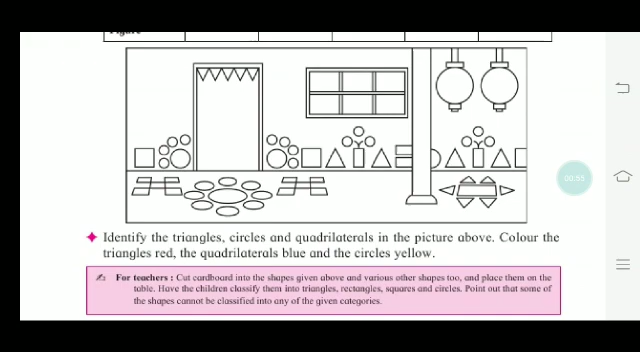 Figure
Identify the triangles, circles and quadrilaterals in the picture above. Colour the
triangles red, the quadrilaterals blue and the circles yellow.
For teachers : Cut cardboard into the shapes given above and various other shapes too, and place them on the
table. Have the children classify them into triangles, rectangles, squares and circles. Point out that some of
the shapes cannot be classified into any of the given categories.
00:55